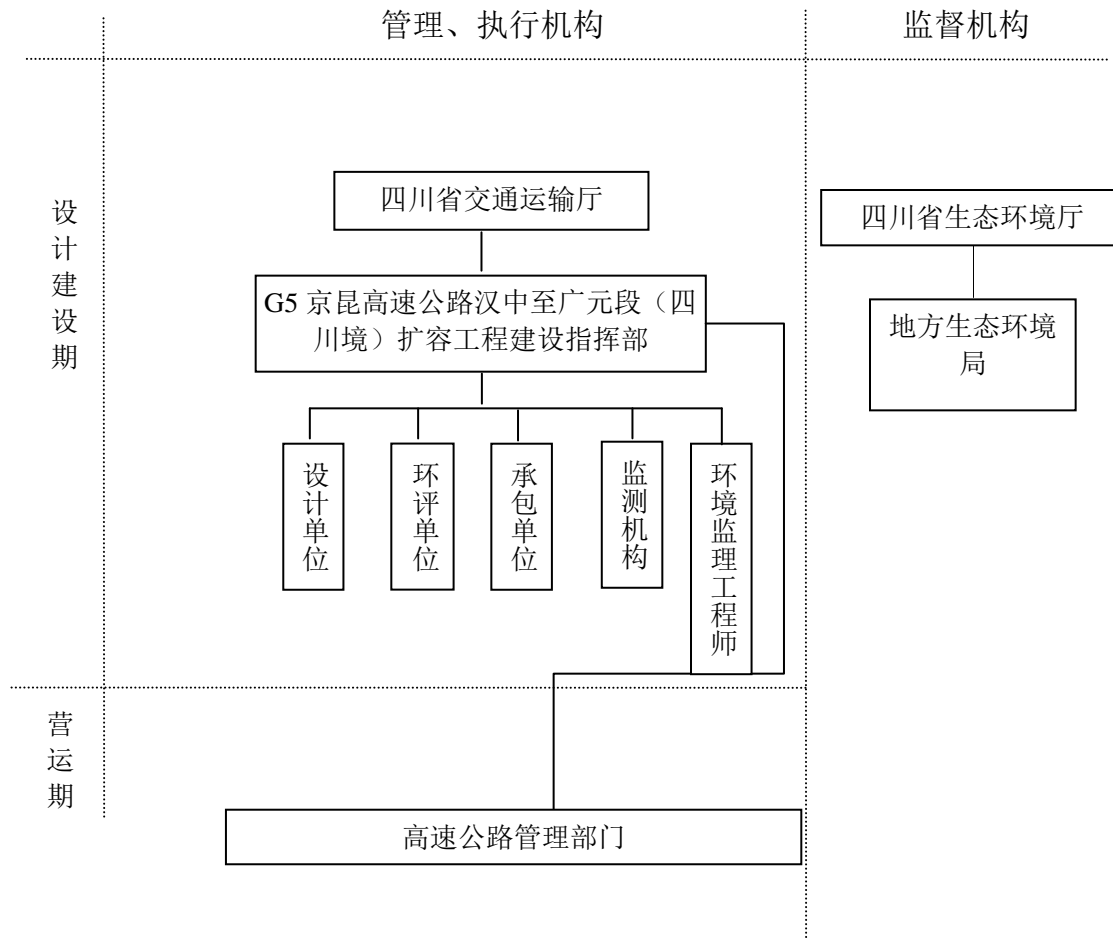 管理、执行机构
监督机构
设计建设期
四川省交通运输厅
四川省生态环境厅
G5 京昆高速公路汉中至广元段（四
川境）扩容工程建设指挥部
地方生态环境
局
设计单位
环评单位
承包单位
监测机构
环境监理工程师
营运期
高速公路管理部门